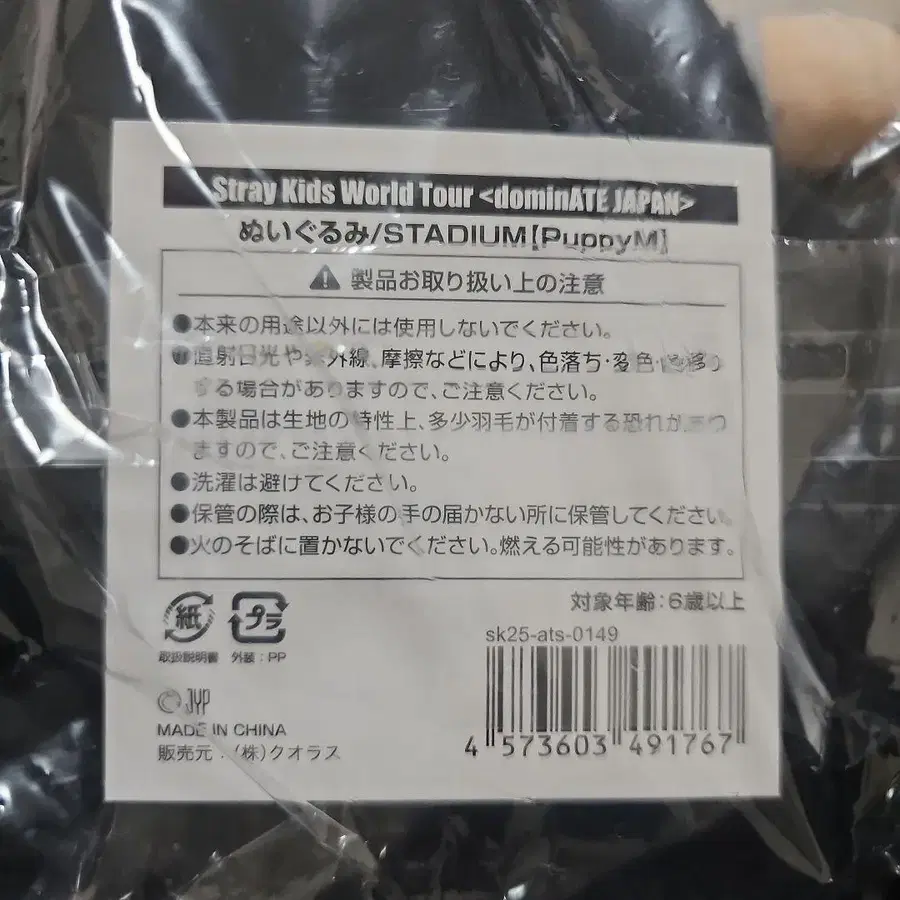 Stray Kids World Tour <dominATE JAPAN>
ぬいぐるみ/STADIUM【PuppyM】
製品お取り扱い上の注意
●本来の用途以外には使用しないでください。
●直射日光や紫外線、摩擦などにより、色落ち・変色・色移り
する場合がありますので、ご注意ください。
●本製品は生地の特性上、多少羽毛が付着する恐れがあり
ますので、ご注意ください。
●洗濯は避けてください。
●保管の際は、お子様の手の届かない所に保管してください。
●火のそばに置かないでください。燃える可能性があります。
対象年齢：6歳以上
紙 プラ
sk25-ats-0149
取扱説明書 外装：PP
JYP
MADE IN CHINA
販売元：(株)クオラス
4 573603 491767